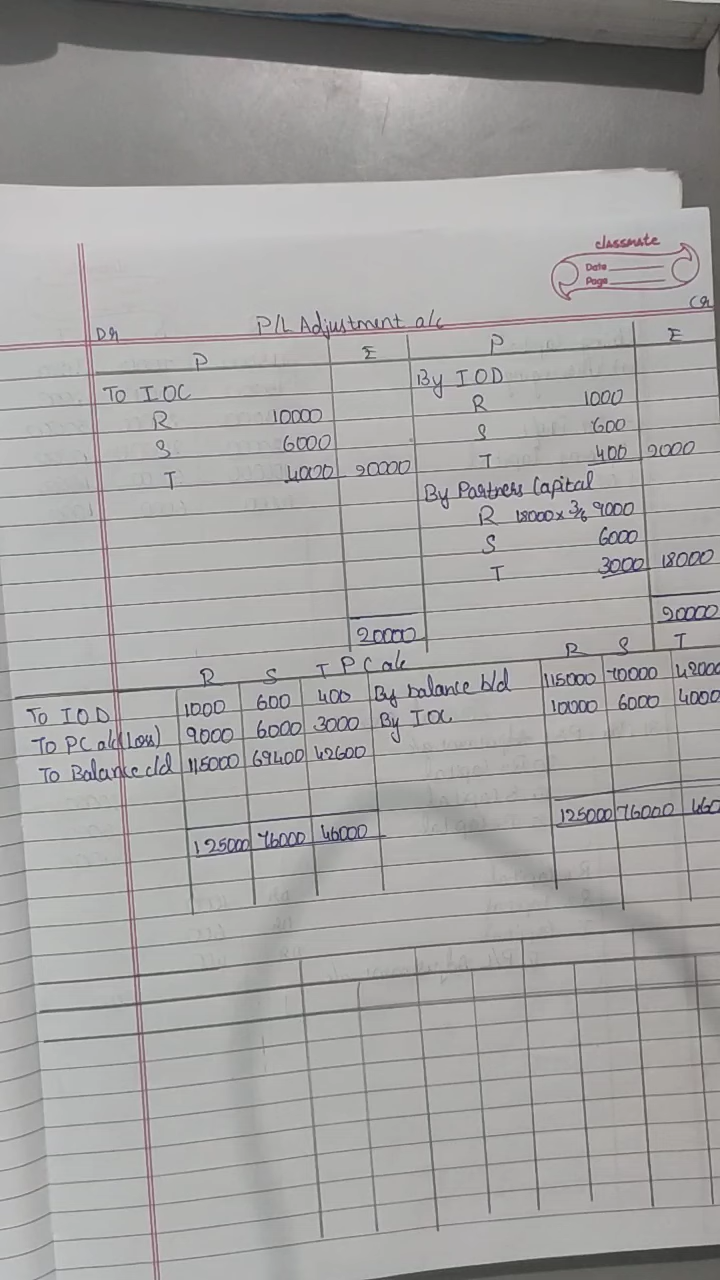 classmate
Date
Page
Dr P/L Adjustment a/c Cr
P Σ P Σ
To IOC By IOD
R 10000 R 1000
S 6000 S 600
T 4000 20000 T 400 2000
By Partners Capital
R 18000 x 3/6 9000
S 6000
T 3000 18000
20000 20000
R S T P C a/c R S T
To IOD 1000 600 400 By balance b/d 115000 70000 42000
To PC a/c (Loss) 9000 6000 3000 By IOC 10000 6000 4000
To Balance c/d 115000 69400 42600
125000 76000 46000 125000 76000 460